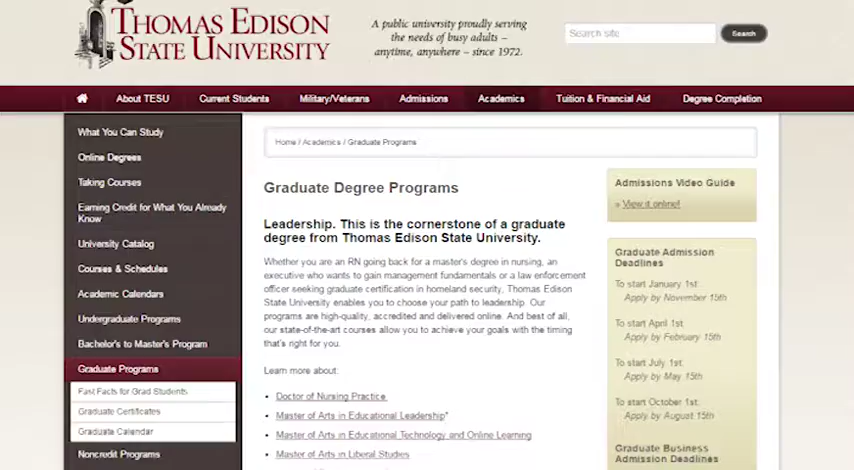 THOMAS EDISON
STATE UNIVERSITY
A public university proudly serving
the needs of busy adults –
anytime, anywhere – since 1972.
Search site
Search
About TESU
Current Students
Military/Veterans
Admissions
Academics
Tuition & Financial Aid
Degree Completion
What You Can Study
Online Degrees
Taking Courses
Earning Credit for What You Already
Know
University Catalog
Courses & Schedules
Academic Calendars
Undergraduate Programs
Bachelor's to Master's Program
Graduate Programs
Fast Facts for Grad Students
Graduate Certificates
Graduate Calendar
Noncredit Programs
Home / Academics / Graduate Programs
Graduate Degree Programs
Leadership. This is the cornerstone of a graduate
degree from Thomas Edison State University.
Whether you are an RN going back for a master's degree in nursing, an
executive who wants to gain management fundamentals or a law enforcement
officer seeking graduate certification in homeland security, Thomas Edison
State University enables you to choose your path to leadership. Our
programs are high-quality, accredited and delivered online. And best of all,
our state-of-the-art courses allow you to achieve your goals with the timing
that's right for you.
Learn more about:
• Doctor of Nursing Practice
• Master of Arts in Educational Leadership*
• Master of Arts in Educational Technology and Online Learning
• Master of Arts in Liberal Studies
Admissions Video Guide
» View it online!
Graduate Admission
Deadlines
To start January 1st:
Apply by November 15th
To start April 1st:
Apply by February 15th
To start July 1st:
Apply by May 15th
To start October 1st:
Apply by August 15th
Graduate Business
Admission Deadlines